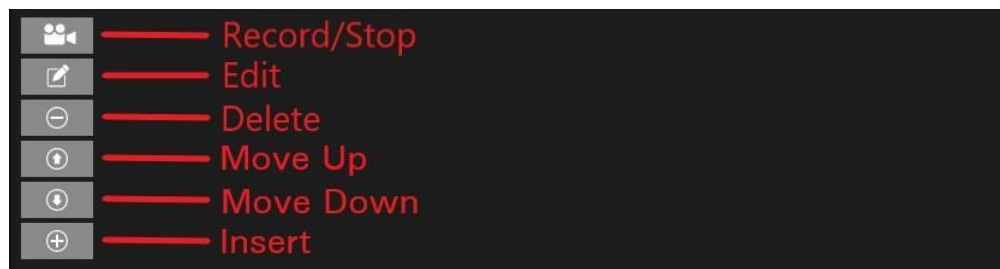 Record/Stop
Edit
Delete
Move Up
Move Down
Insert